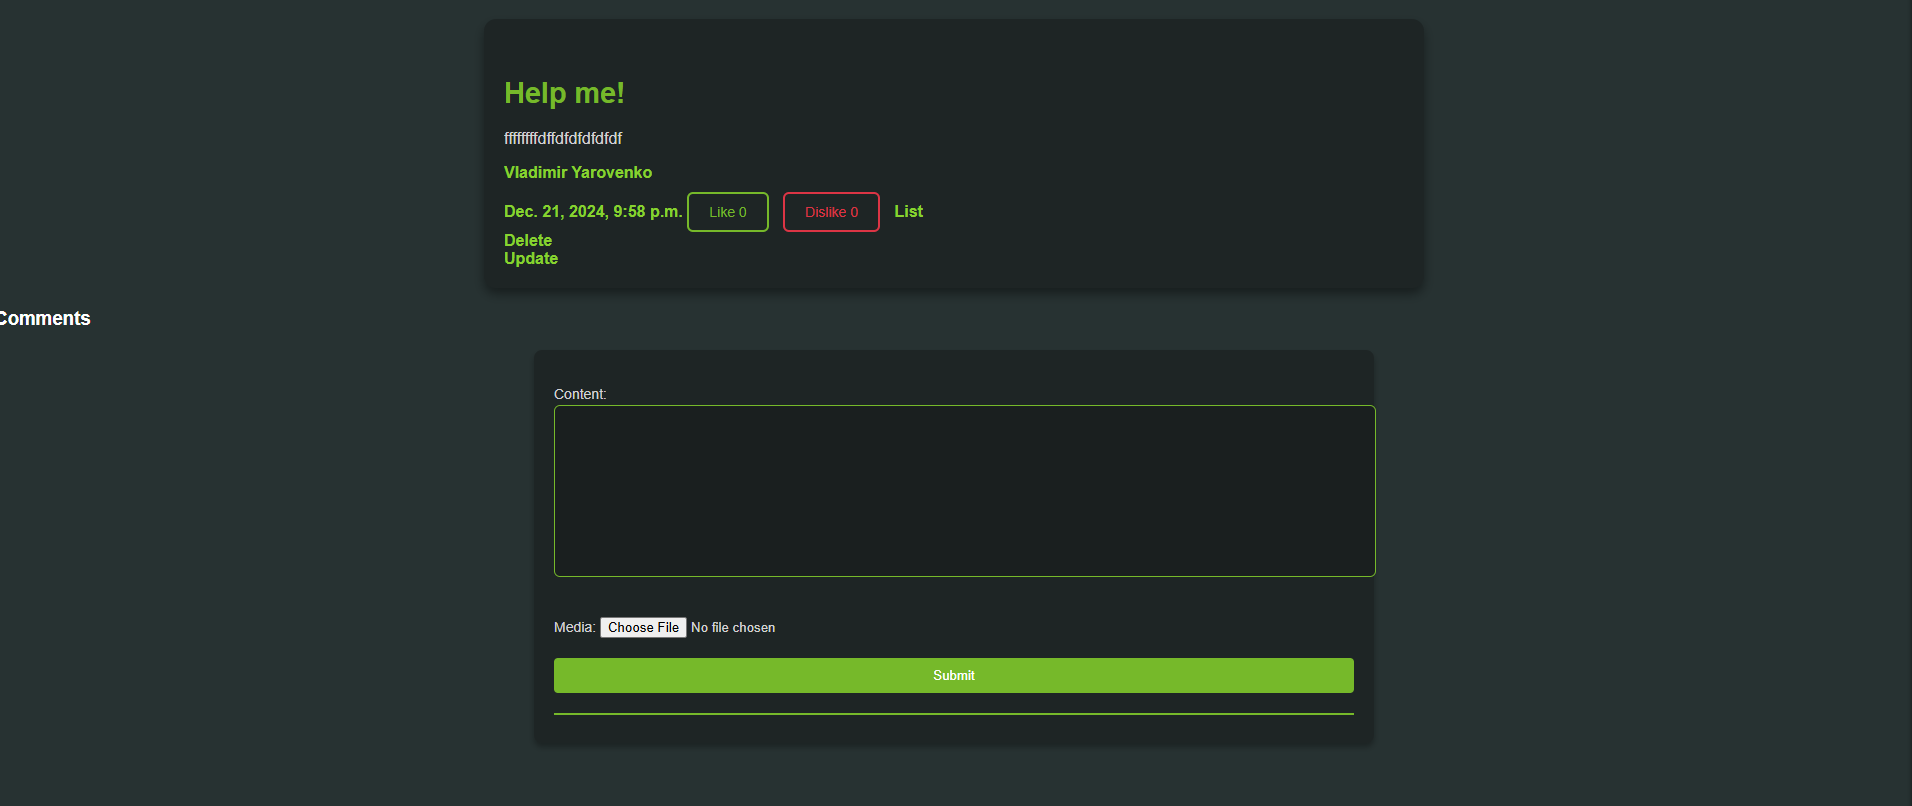 Help me!
ffffffffdffdfdfdfdfdf
Vladimir Yarovenko
Dec. 21, 2024, 9:58 p.m. Like 0 Dislike 0 List
Delete
Update
Comments
Content:
Media: Choose File No file chosen
Submit